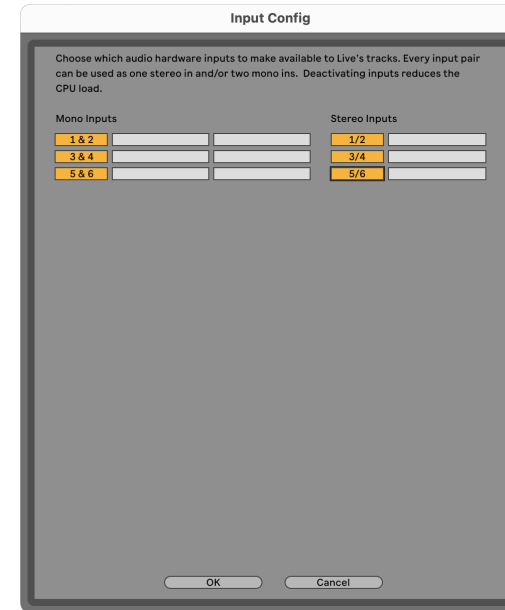 Input Config
Choose which audio hardware inputs to make available to Live's tracks. Every input pair
can be used as one stereo in and/or two mono ins.  Deactivating inputs reduces the
CPU load.
Mono Inputs Stereo Inputs
1 & 2 1/2
3 & 4 3/4
5 & 6 5/6
OK Cancel